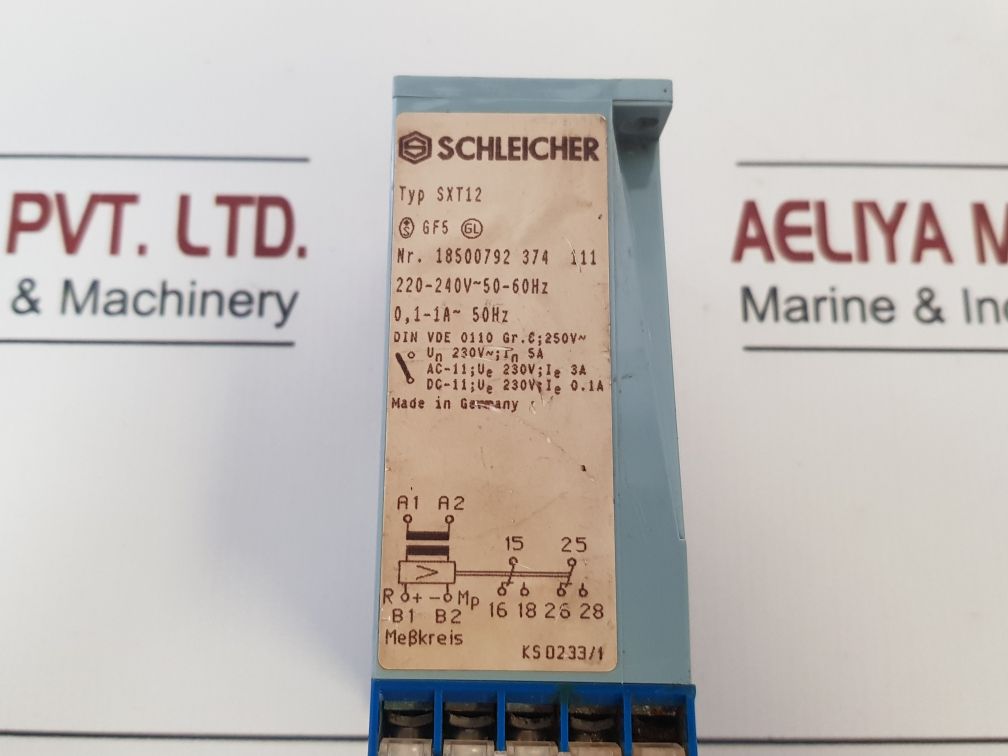 PVT. LTD.
& Machinery
AELIYA M
Marine & Ind
SCHLEICHER
Typ SXT12
GF5 GL
Nr. 18500792 374 111
220-240V~50-60Hz
0,1-1A~ 50Hz
DIN VDE 0110 Gr.C;250V~
Un 230V~;In 5A
AC-11;Ue 230V;Ie 3A
DC-11;Ue 230V;Ie 0.1A
Made in Germany
A1 A2
15 25
>
R + - Mp 16 18 26 28
B1 B2
Meßkreis
KS0233/1